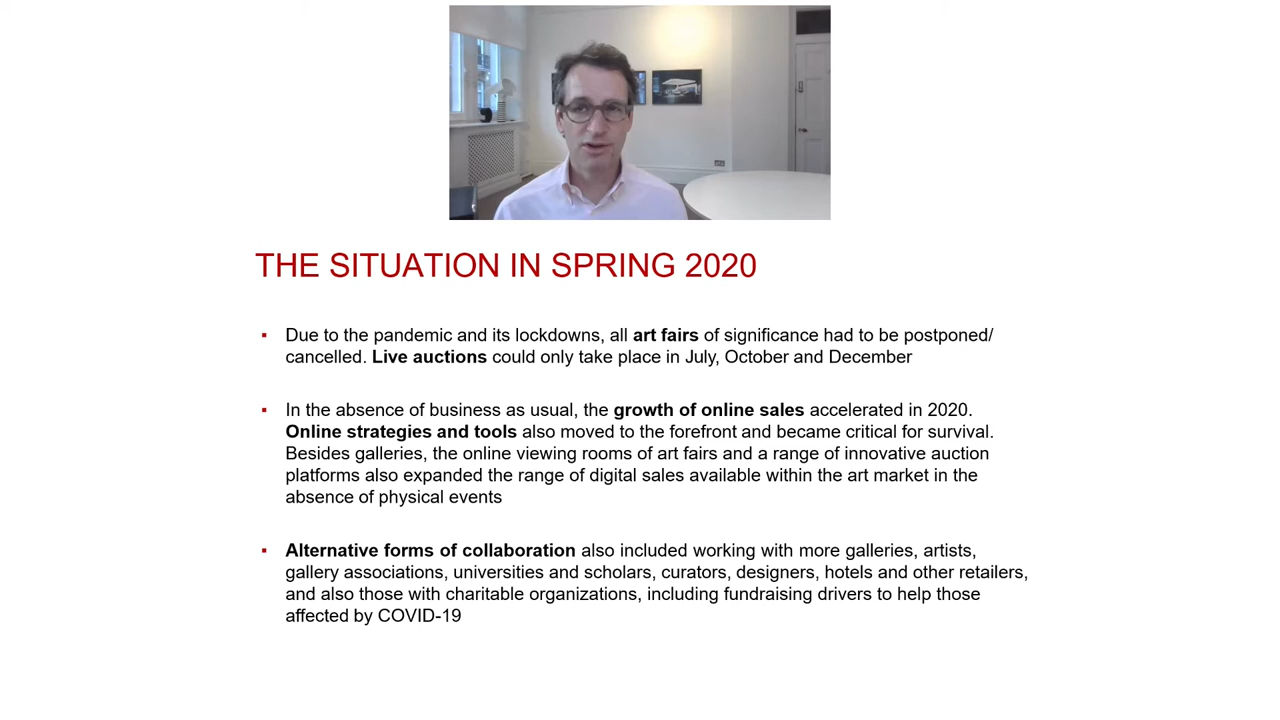 THE SITUATION IN SPRING 2020
▪ Due to the pandemic and its lockdowns, all art fairs of significance had to be postponed/
cancelled. Live auctions could only take place in July, October and December
▪ In the absence of business as usual, the growth of online sales accelerated in 2020.
Online strategies and tools also moved to the forefront and became critical for survival.
Besides galleries, the online viewing rooms of art fairs and a range of innovative auction
platforms also expanded the range of digital sales available within the art market in the
absence of physical events
▪ Alternative forms of collaboration also included working with more galleries, artists,
gallery associations, universities and scholars, curators, designers, hotels and other retailers,
and also those with charitable organizations, including fundraising drivers to help those
affected by COVID-19